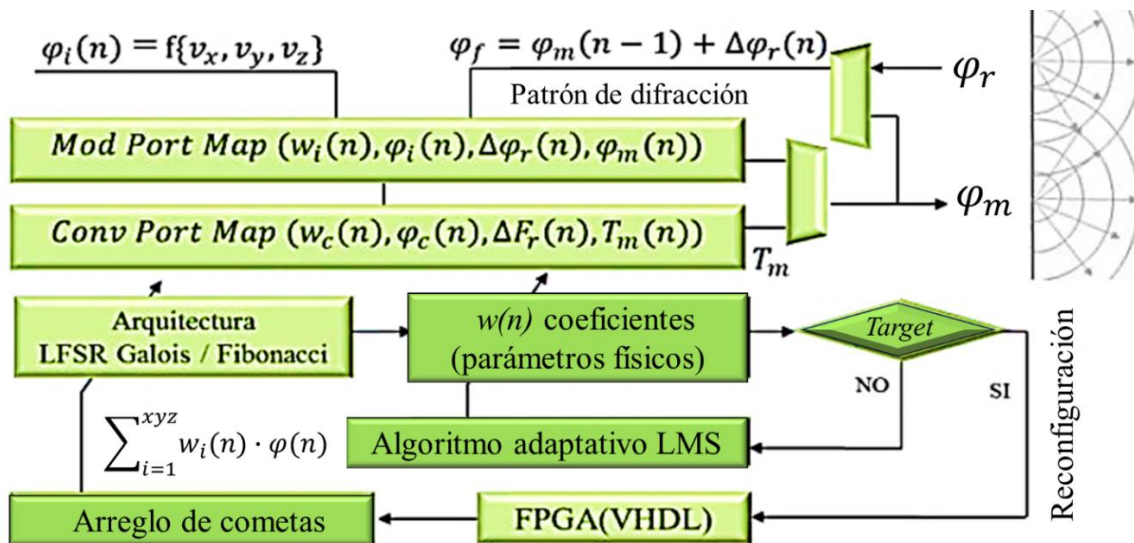 φ_i(n) = f{v_x, v_y, v_z}
φ_f = φ_m(n − 1) + Δφ_r(n)
φ_r
Patrón de difracción
Mod Port Map (w_i(n), φ_i(n), Δφ_r(n), φ_m(n))
φ_m
Conv Port Map (w_c(n), φ_c(n), ΔF_r(n), T_m(n))
T_m
Arquitectura
LFSR Galois / Fibonacci
w(n) coeficientes
(parámetros físicos)
Target
NO
SI
Reconfiguración
∑_{i=1}^{xyz} w_i(n) · φ(n)
Algoritmo adaptativo LMS
Arreglo de cometas
FPGA(VHDL)